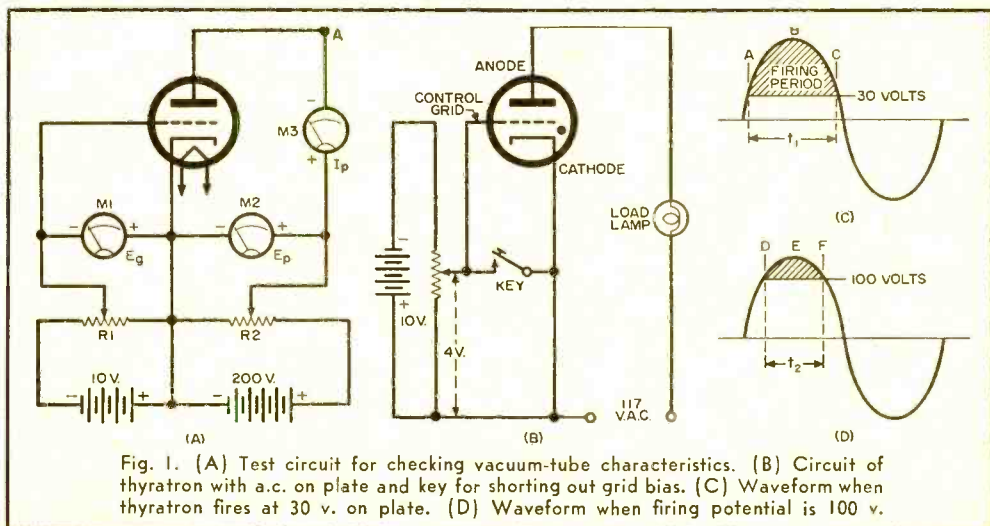 A
M3
- +
Ip
M1
- +
Eg
M2
- +
Ep
R1
R2
10 V.
- +
200 V.
- +
(A)
ANODE
CONTROL
GRID
CATHODE
LOAD
LAMP
KEY
-
+
10 V.
4 V.
117
V.A.C.
(B)
A B C
FIRING
PERIOD
30 VOLTS
t1
(C)
D E F
100 VOLTS
t2
(D)
Fig. 1. (A) Test circuit for checking vacuum-tube characteristics. (B) Circuit of
thyratron with a.c. on plate and key for shorting out grid bias. (C) Waveform when
thyratron fires at 30 v. on plate. (D) Waveform when firing potential is 100 v.